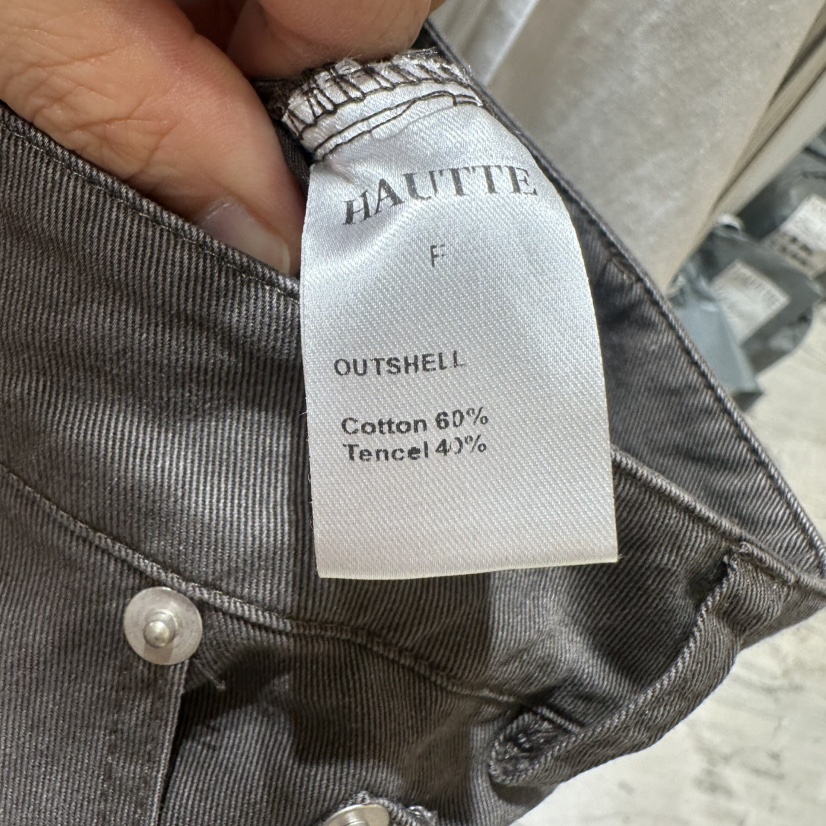 HAUTTE
F
OUTSHELL
Cotton 60%
Tencel 40%